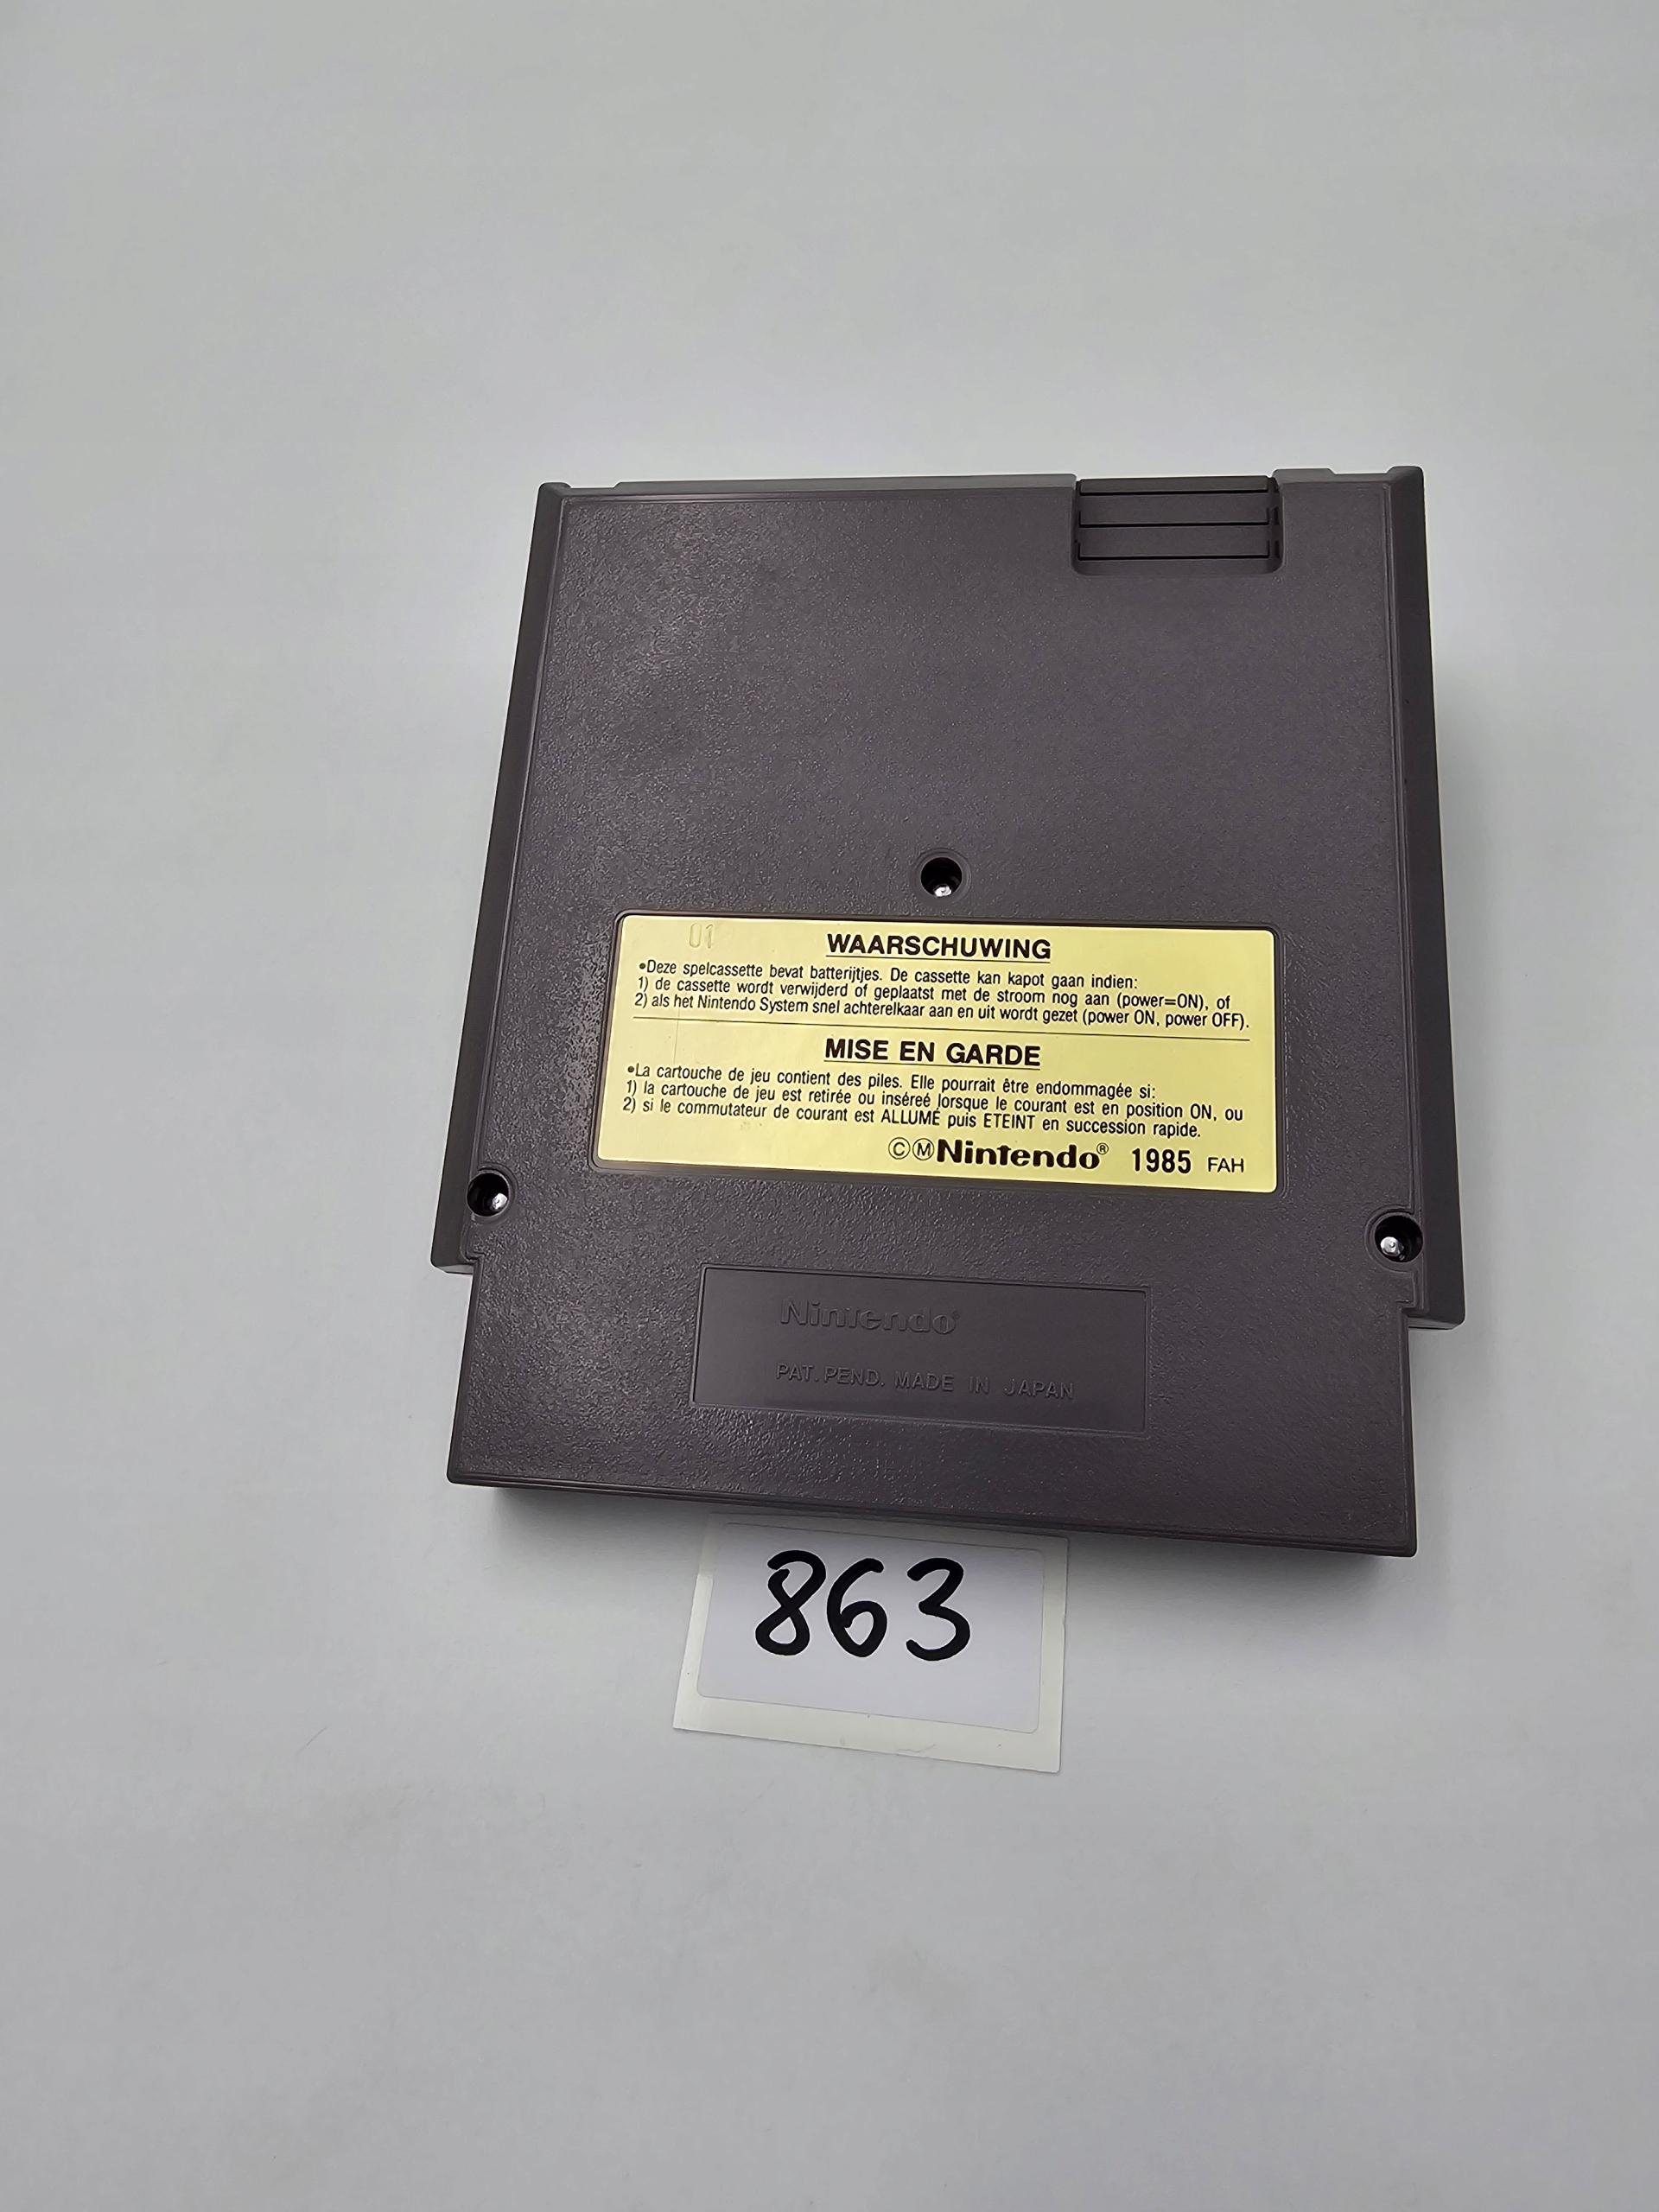 01
WAARSCHUWING
•Deze spelcassette bevat batterijtjes. De cassette kan kapot gaan indien:
1) de cassette wordt verwijderd of geplaatst met de stroom nog aan (power=ON), of
2) als het Nintendo System snel achterelkaar aan en uit wordt gezet (power ON, power OFF).
MISE EN GARDE
•La cartouche de jeu contient des piles. Elle pourrait être endommagée si:
1) la cartouche de jeu est retirée ou insérée lorsque le courant est en position ON, ou
2) si le commutateur de courant est ALLUMÉ puis ETEINT en succession rapide.
ⒸⓂNintendo® 1985 FAH
Nintendo®
PAT. PEND. MADE IN JAPAN
863